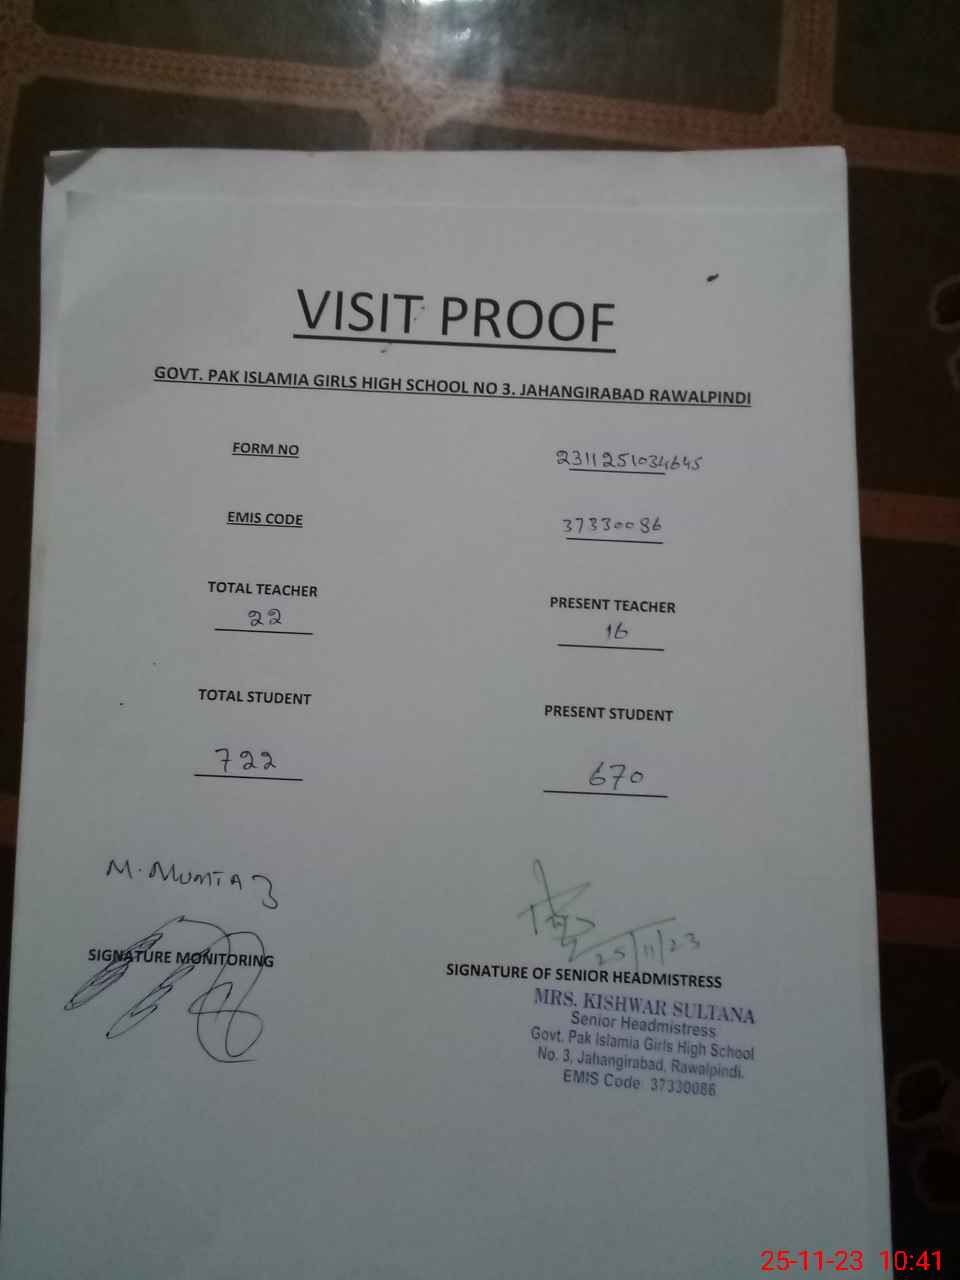 VISIT PROOF
GOVT. PAK ISLAMIA GIRLS HIGH SCHOOL NO 3. JAHANGIRABAD RAWALPINDI
FORM NO 2311251034645
EMIS CODE 37330086
TOTAL TEACHER PRESENT TEACHER
22 16
TOTAL STUDENT PRESENT STUDENT
722 670
M. MUMTAZ
25/11/23
SIGNATURE MONITORING SIGNATURE OF SENIOR HEADMISTRESS
MRS. KISHWAR SULTANA
Senior Headmistress
Govt. Pak Islamia Girls High School
No. 3, Jahangirabad, Rawalpindi.
EMIS Code 37330086
25-11-23 10:41